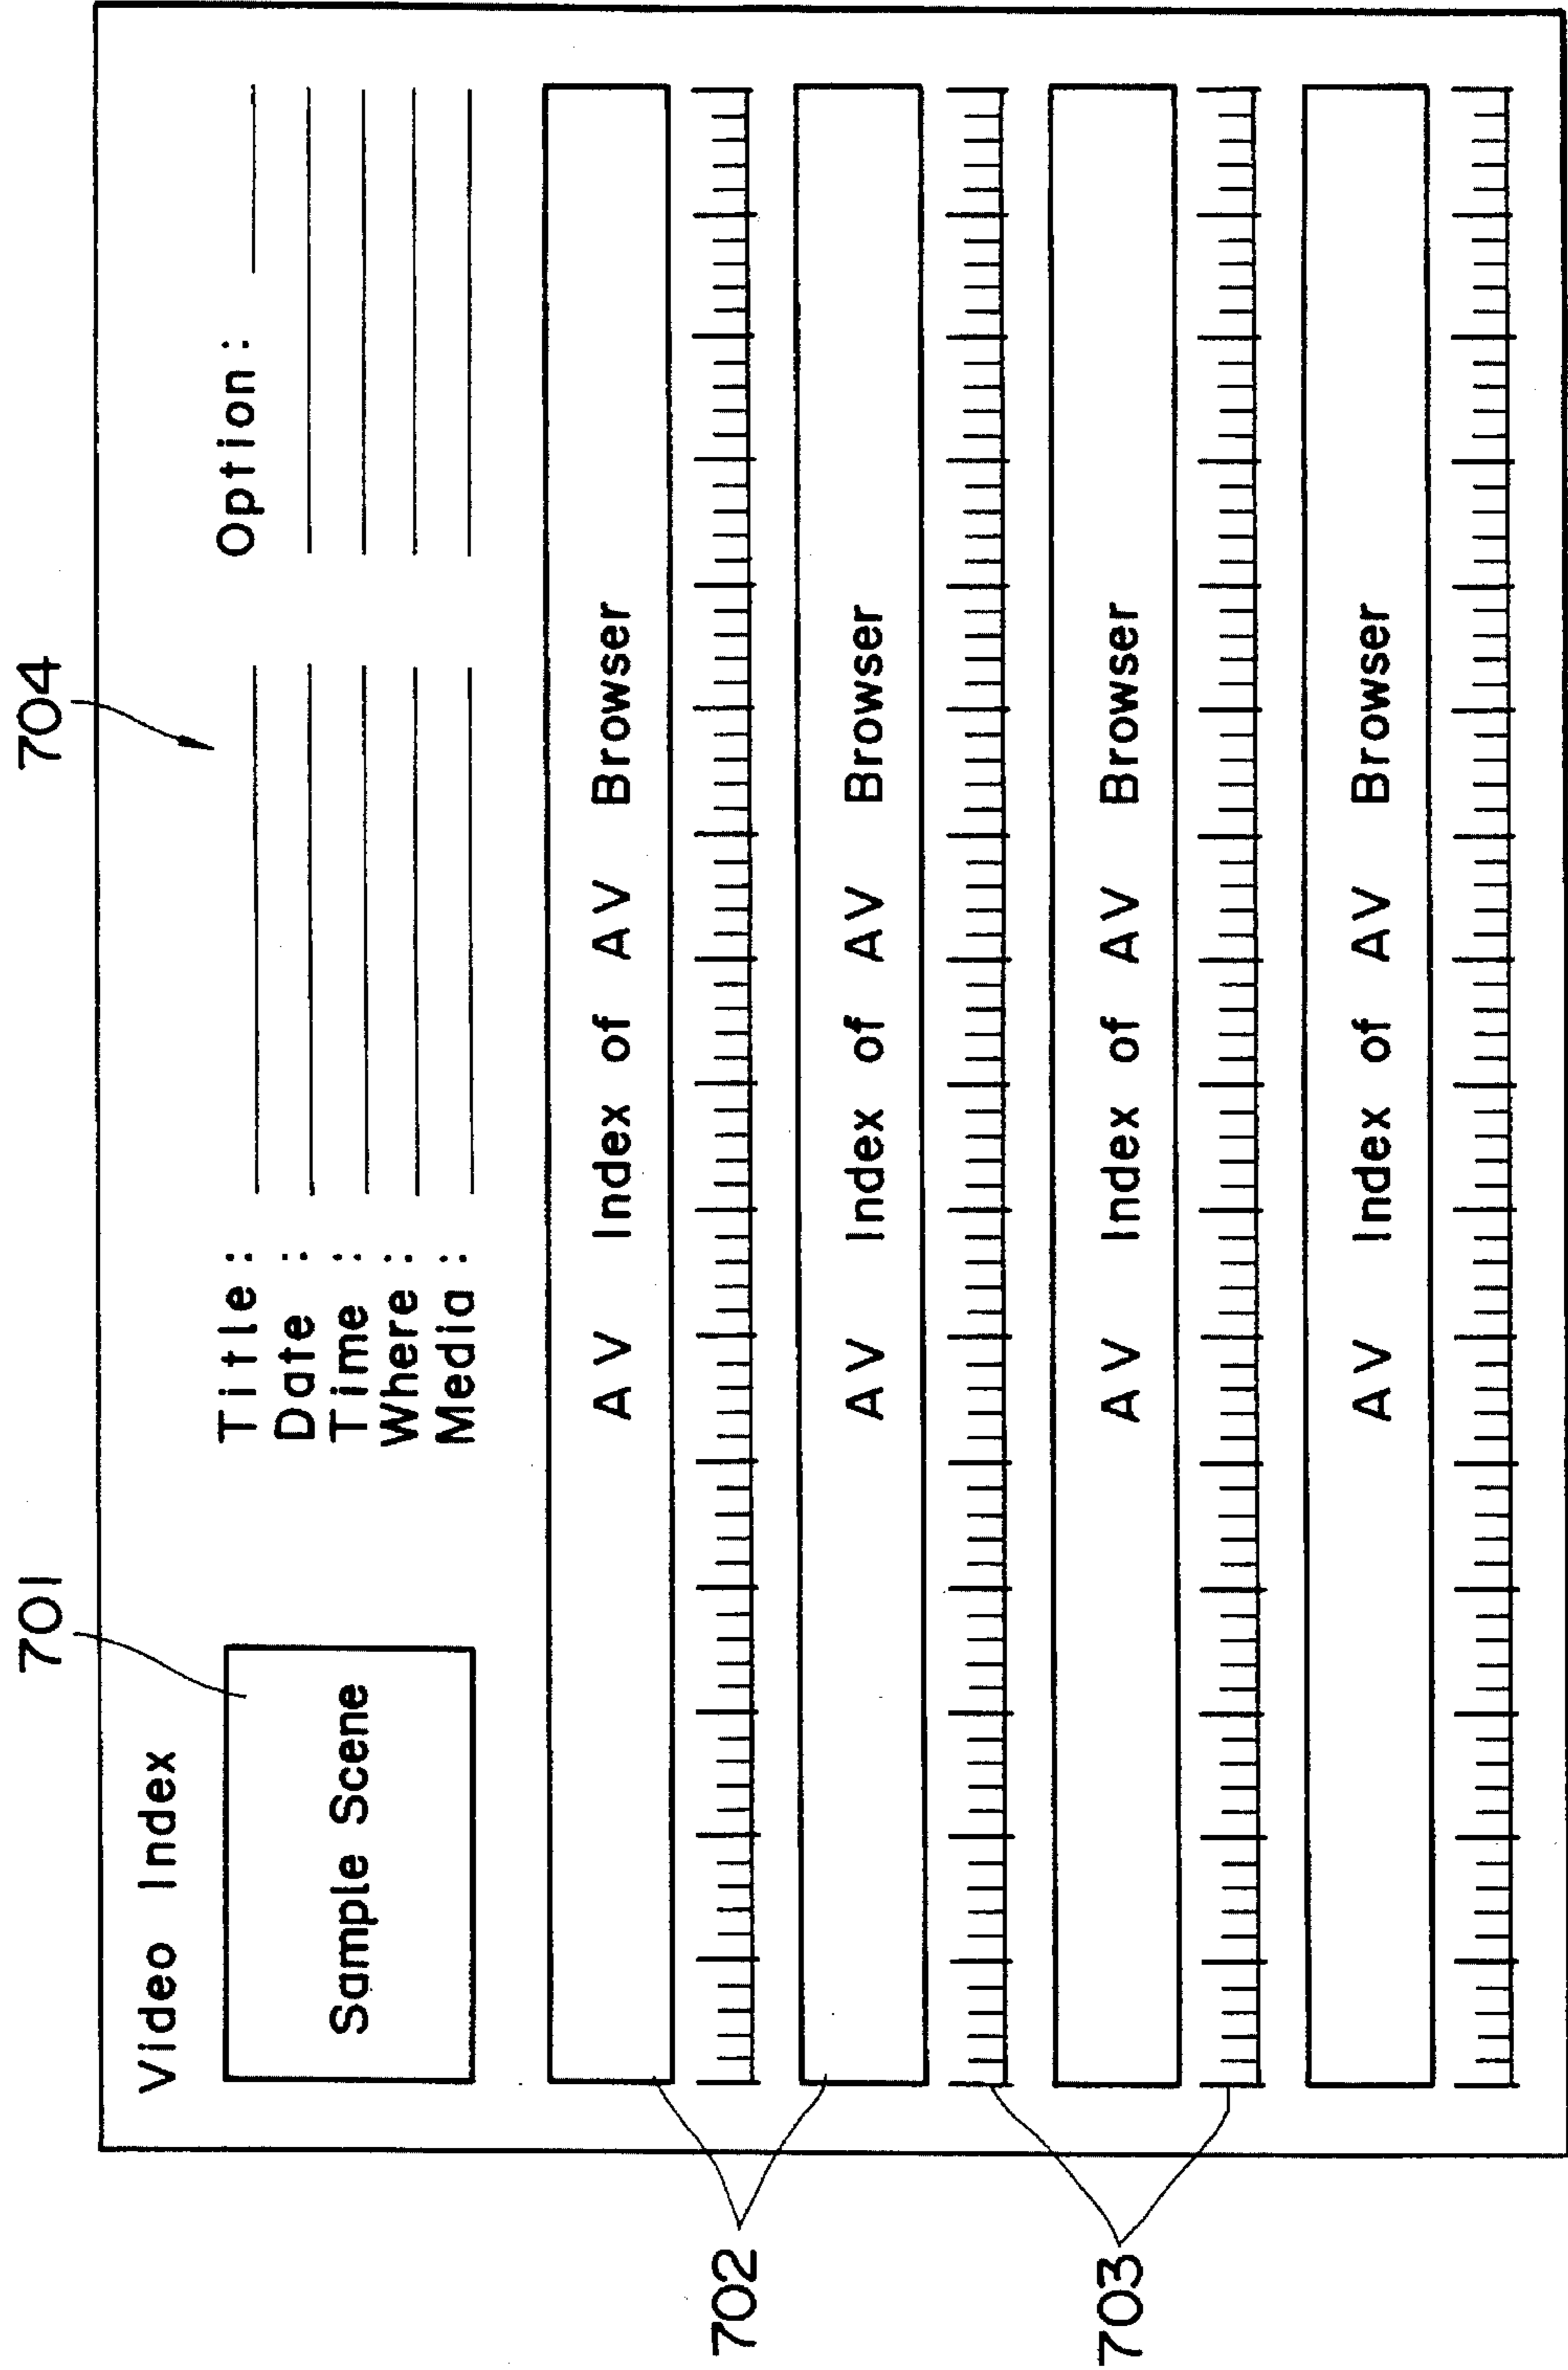 701
704
Video Index
Sample Scene
Title: Option:
Date :
Time :
Where:
Media :
AV Index of AV Browser
702
AV Index of AV Browser
703
AV Index of AV Browser
AV Index of AV Browser